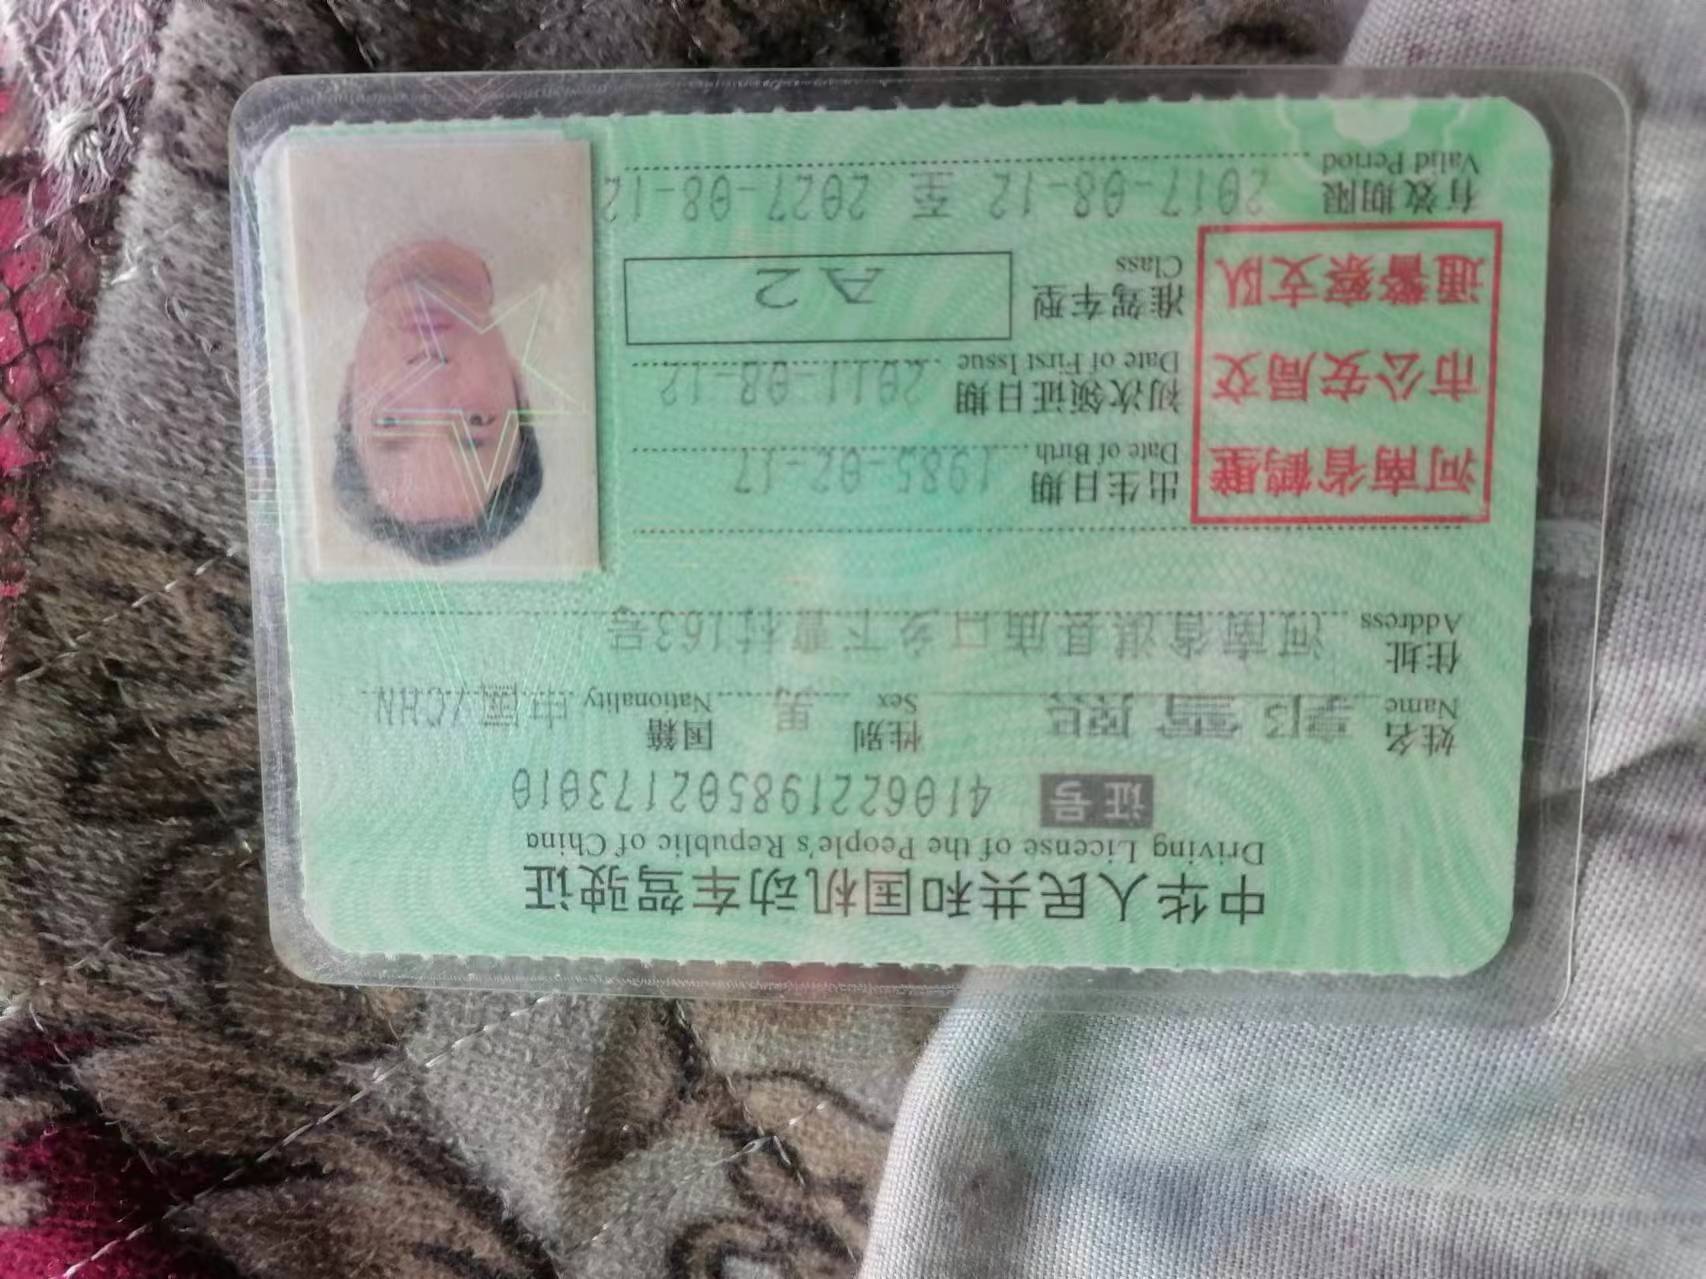 中华人民共和国机动车驾驶证
Driving License of the People's Republic of China
证号 410622198502173010
姓名 性别 男 国籍 中国/CHN
Name Sex Nationality
住址 河南省淇县庙口乡下曹村163号
Address
河南省鹤壁
市公安局交
通警察支队
出生日期 1985-02-17
Date of Birth
初次领证日期 2011-08-12
Date of First Issue
准驾车型 A2
Class
有效期限 2017-08-12 至 2027-08-12
Valid Period